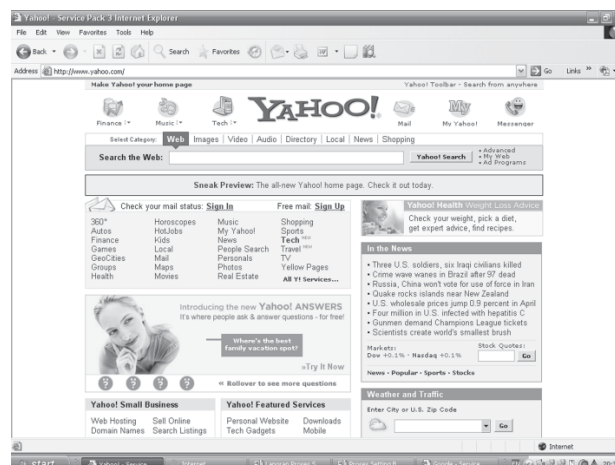 Yahoo! - Service Pack 3 Internet Explorer
File Edit View Favorites Tools Help
Back Search Favorites
Address http://www.yahoo.com/ Go Links »
Make Yahoo! your home page Yahoo! Toolbar - Search from anywhere
YAHOO!
Finance Music Tech Mail My Yahoo! Messenger
Select Category: Web Images | Video | Audio | Directory | Local | News | Shopping
Search the Web: Yahoo! Search • Advanced
• My Web
• Ad Programs
Sneak Preview: The all-new Yahoo! home page. Check it out today.
Check your mail status: Sign In Free mail: Sign Up
360° Horoscopes Music Shopping
Autos HotJobs My Yahoo! Sports
Finance Kids News Tech NEW
Games Local People Search Travel NEW
GeoCities Mail Personals TV
Groups Maps Photos Yellow Pages
Health Movies Real Estate All Y! Services...
Introducing the new Yahoo! ANSWERS
It's where people ask & answer questions - for free!
Where's the best
family vacation spot?
»Try It Now
« Rollover to see more questions
Yahoo! Small Business Yahoo! Featured Services
Web Hosting Sell Online Personal Website Downloads
Domain Names Search Listings Tech Gadgets Mobile
Yahoo! Health Weight Loss Advice
Check your weight, pick a diet,
get expert advice, find recipes.
In the News
• Three U.S. soldiers, six Iraqi civilians killed
• Crime wave wanes in Brazil after 97 dead
• Russia, China won't vote for use of force in Iran
• Quake rocks islands near New Zealand
• U.S. wholesale prices jump 0.9 percent in April
• Four million in U.S. infected with hepatitis C
• Gunmen demand Champions League tickets
• Scientists create world's smallest brush
Markets: Stock Quotes:
Dow +0.1% · Nasdaq +0.1% Go
News · Popular · Sports · Stocks
Weather and Traffic
Enter City or U.S. Zip Code
Go
Internet